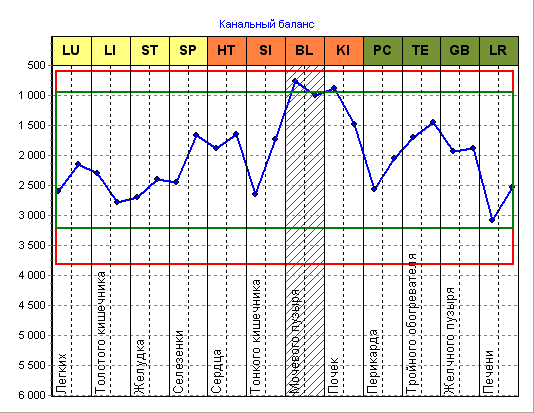 Канальный баланс
LU LI ST SP HT SI BL KI PC TE GB LR
500
1 000
1 500
2 000
2 500
3 000
3 500
4 000
4 500
5 000
5 500
6 000
Легких
Толстого кишечника
Желудка
Селезенки
Сердца
Тонкого кишечника
Мочевого пузыря
Почек
Перикарда
Тройного обогревателя
Желчного пузыря
Печени